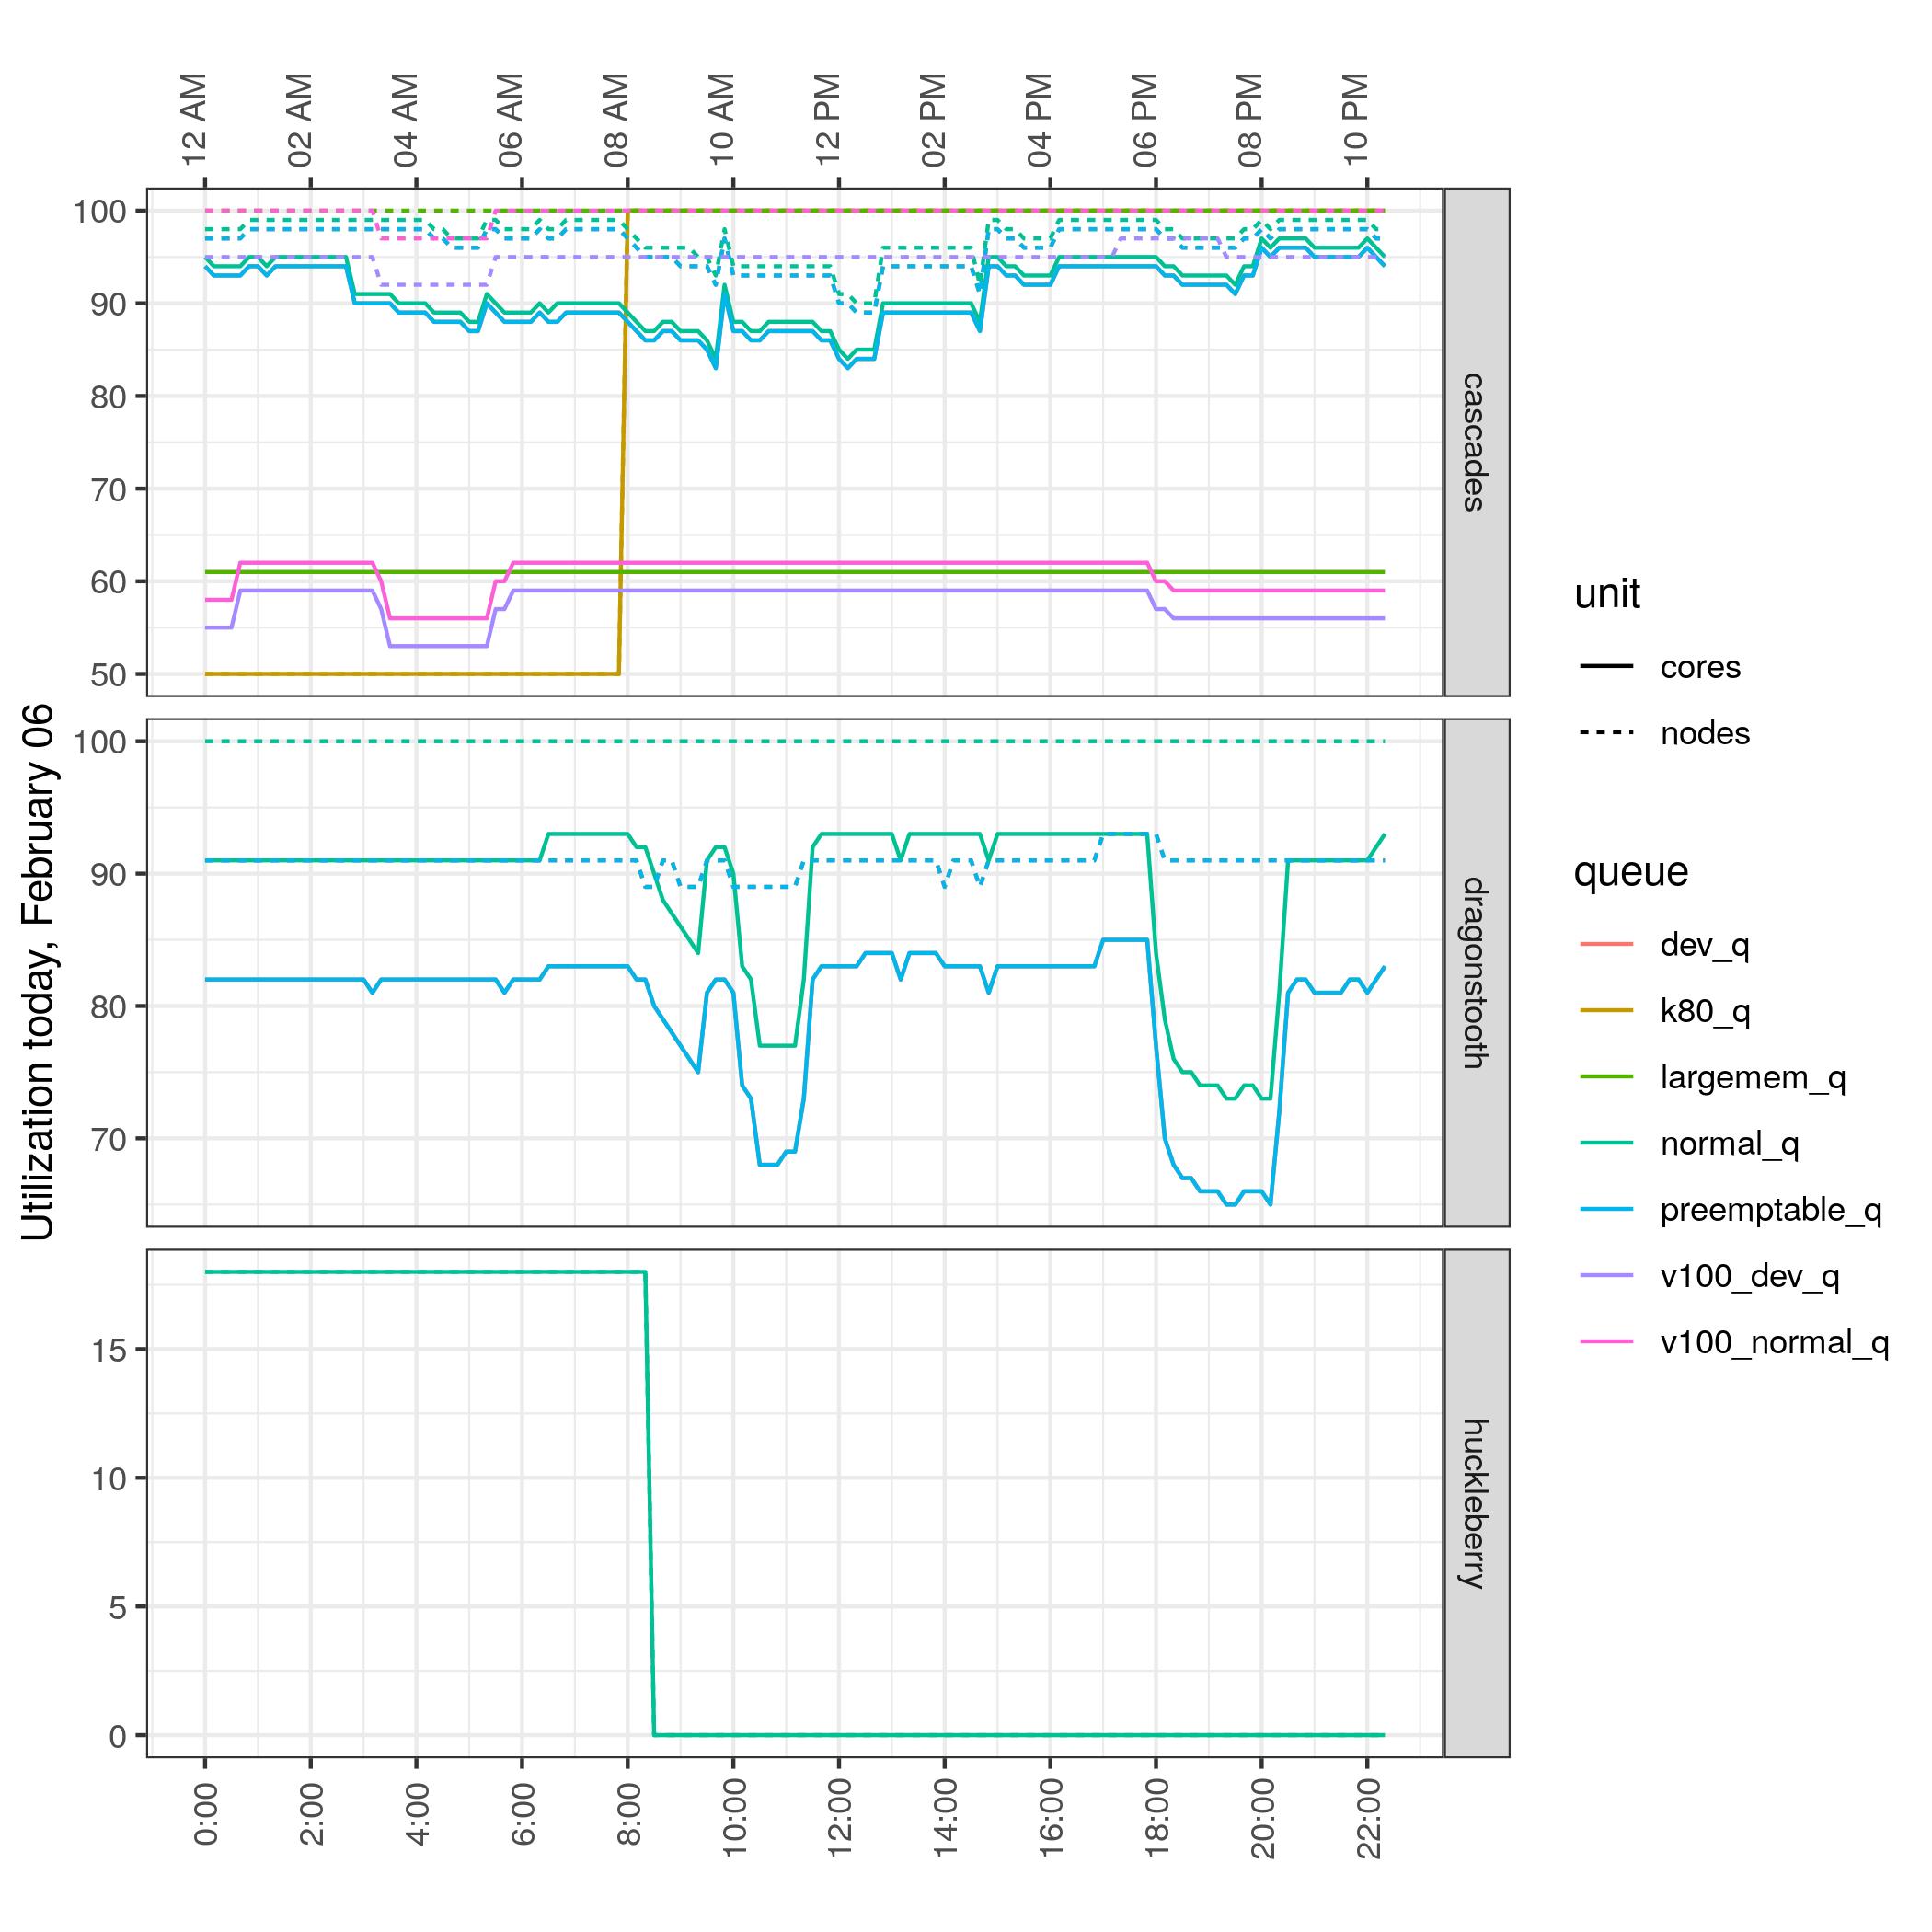 12 AM
02 AM
04 AM
06 AM
08 AM
10 AM
12 PM
02 PM
04 PM
06 PM
08 PM
10 PM
Utilization today, February 06
100
90
80
70
60
50
cascades
100
90
80
70
dragonstooth
15
10
5
0
huckleberry
0:00
2:00
4:00
6:00
8:00
10:00
12:00
14:00
16:00
18:00
20:00
22:00
unit
cores
nodes
queue
dev_q
k80_q
largemem_q
normal_q
preemptable_q
v100_dev_q
v100_normal_q